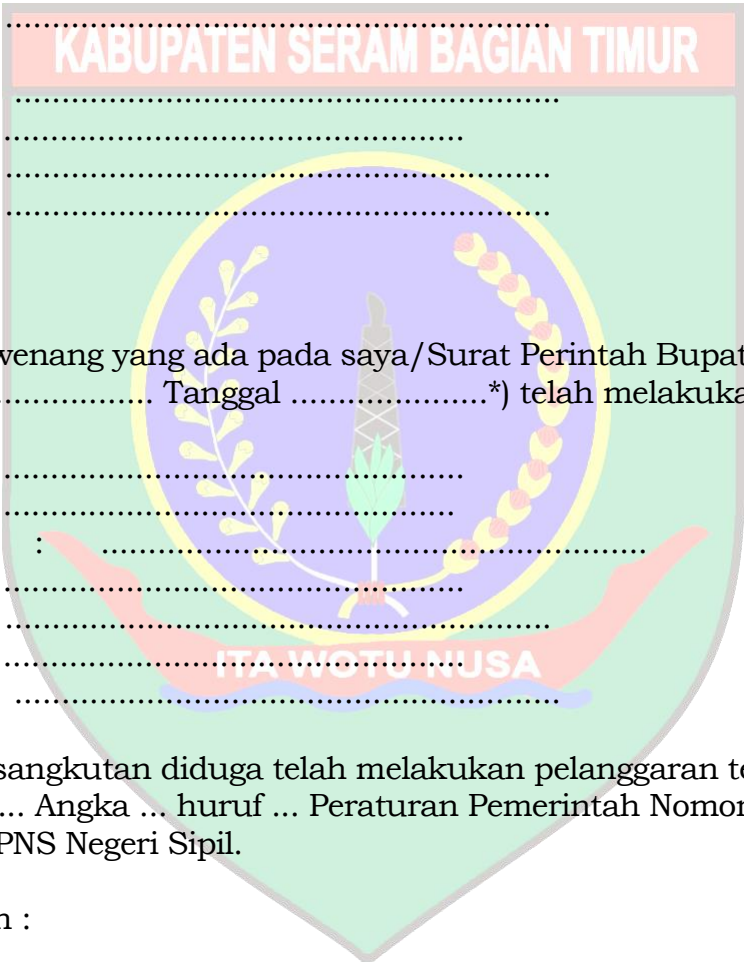 ......................................................
KABUPATEN SERAM BAGIAN TIMUR
......................................................
..............................................
......................................................
......................................................
wenang yang ada pada saya/Surat Perintah Bupat
................ Tanggal .....................*) telah melakuka
..............................................
.............................................
: ......................................................
..............................................
......................................................
..............................................
ITA WOTU NUSA
......................................................
sangkutan diduga telah melakukan pelanggaran te
... Angka ... huruf ... Peraturan Pemerintah Nomor
PNS Negeri Sipil.
n :